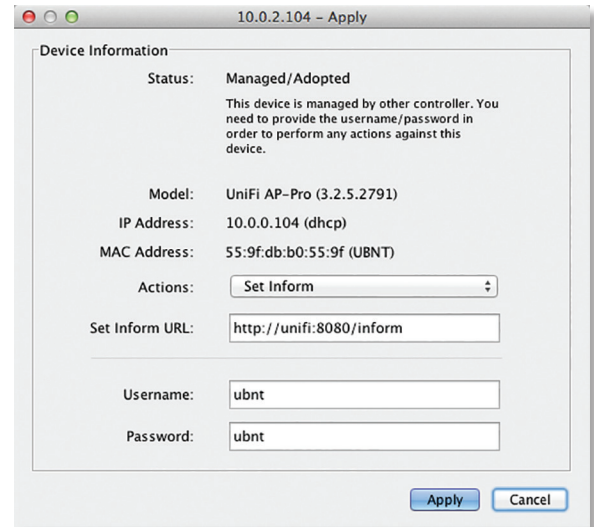 10.0.2.104 – Apply
Device Information
Status: Managed/Adopted
This device is managed by other controller. You
need to provide the username/password in
order to perform any actions against this
device.
Model: UniFi AP-Pro (3.2.5.2791)
IP Address: 10.0.0.104 (dhcp)
MAC Address: 55:9f:db:b0:55:9f (UBNT)
Actions: Set Inform
Set Inform URL: http://unifi:8080/inform
Username: ubnt
Password: ubnt
Apply Cancel